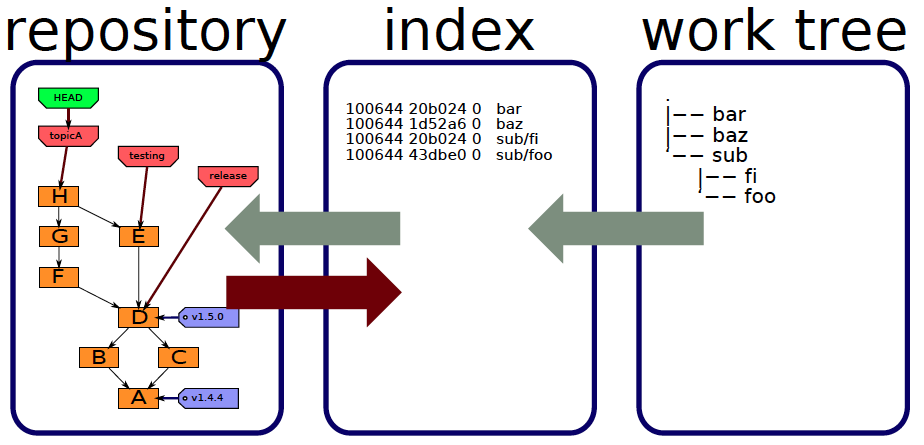 repository
index
work tree
HEAD
topicA
testing
release
H
G
E
F
D
v1.5.0
B
C
A
v1.4.4
100644 20b024 0 bar
100644 1d52a6 0 baz
100644 20b024 0 sub/fi
100644 43dbe0 0 sub/foo
.
|-- bar
|-- baz
`-- sub
|-- fi
`-- foo